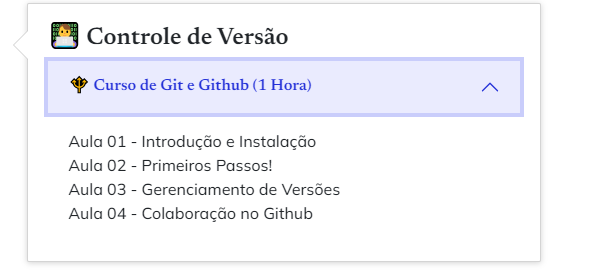 Controle de Versão
Curso de Git e Github (1 Hora)
Aula 01 - Introdução e Instalação
Aula 02 - Primeiros Passos!
Aula 03 - Gerenciamento de Versões
Aula 04 - Colaboração no Github